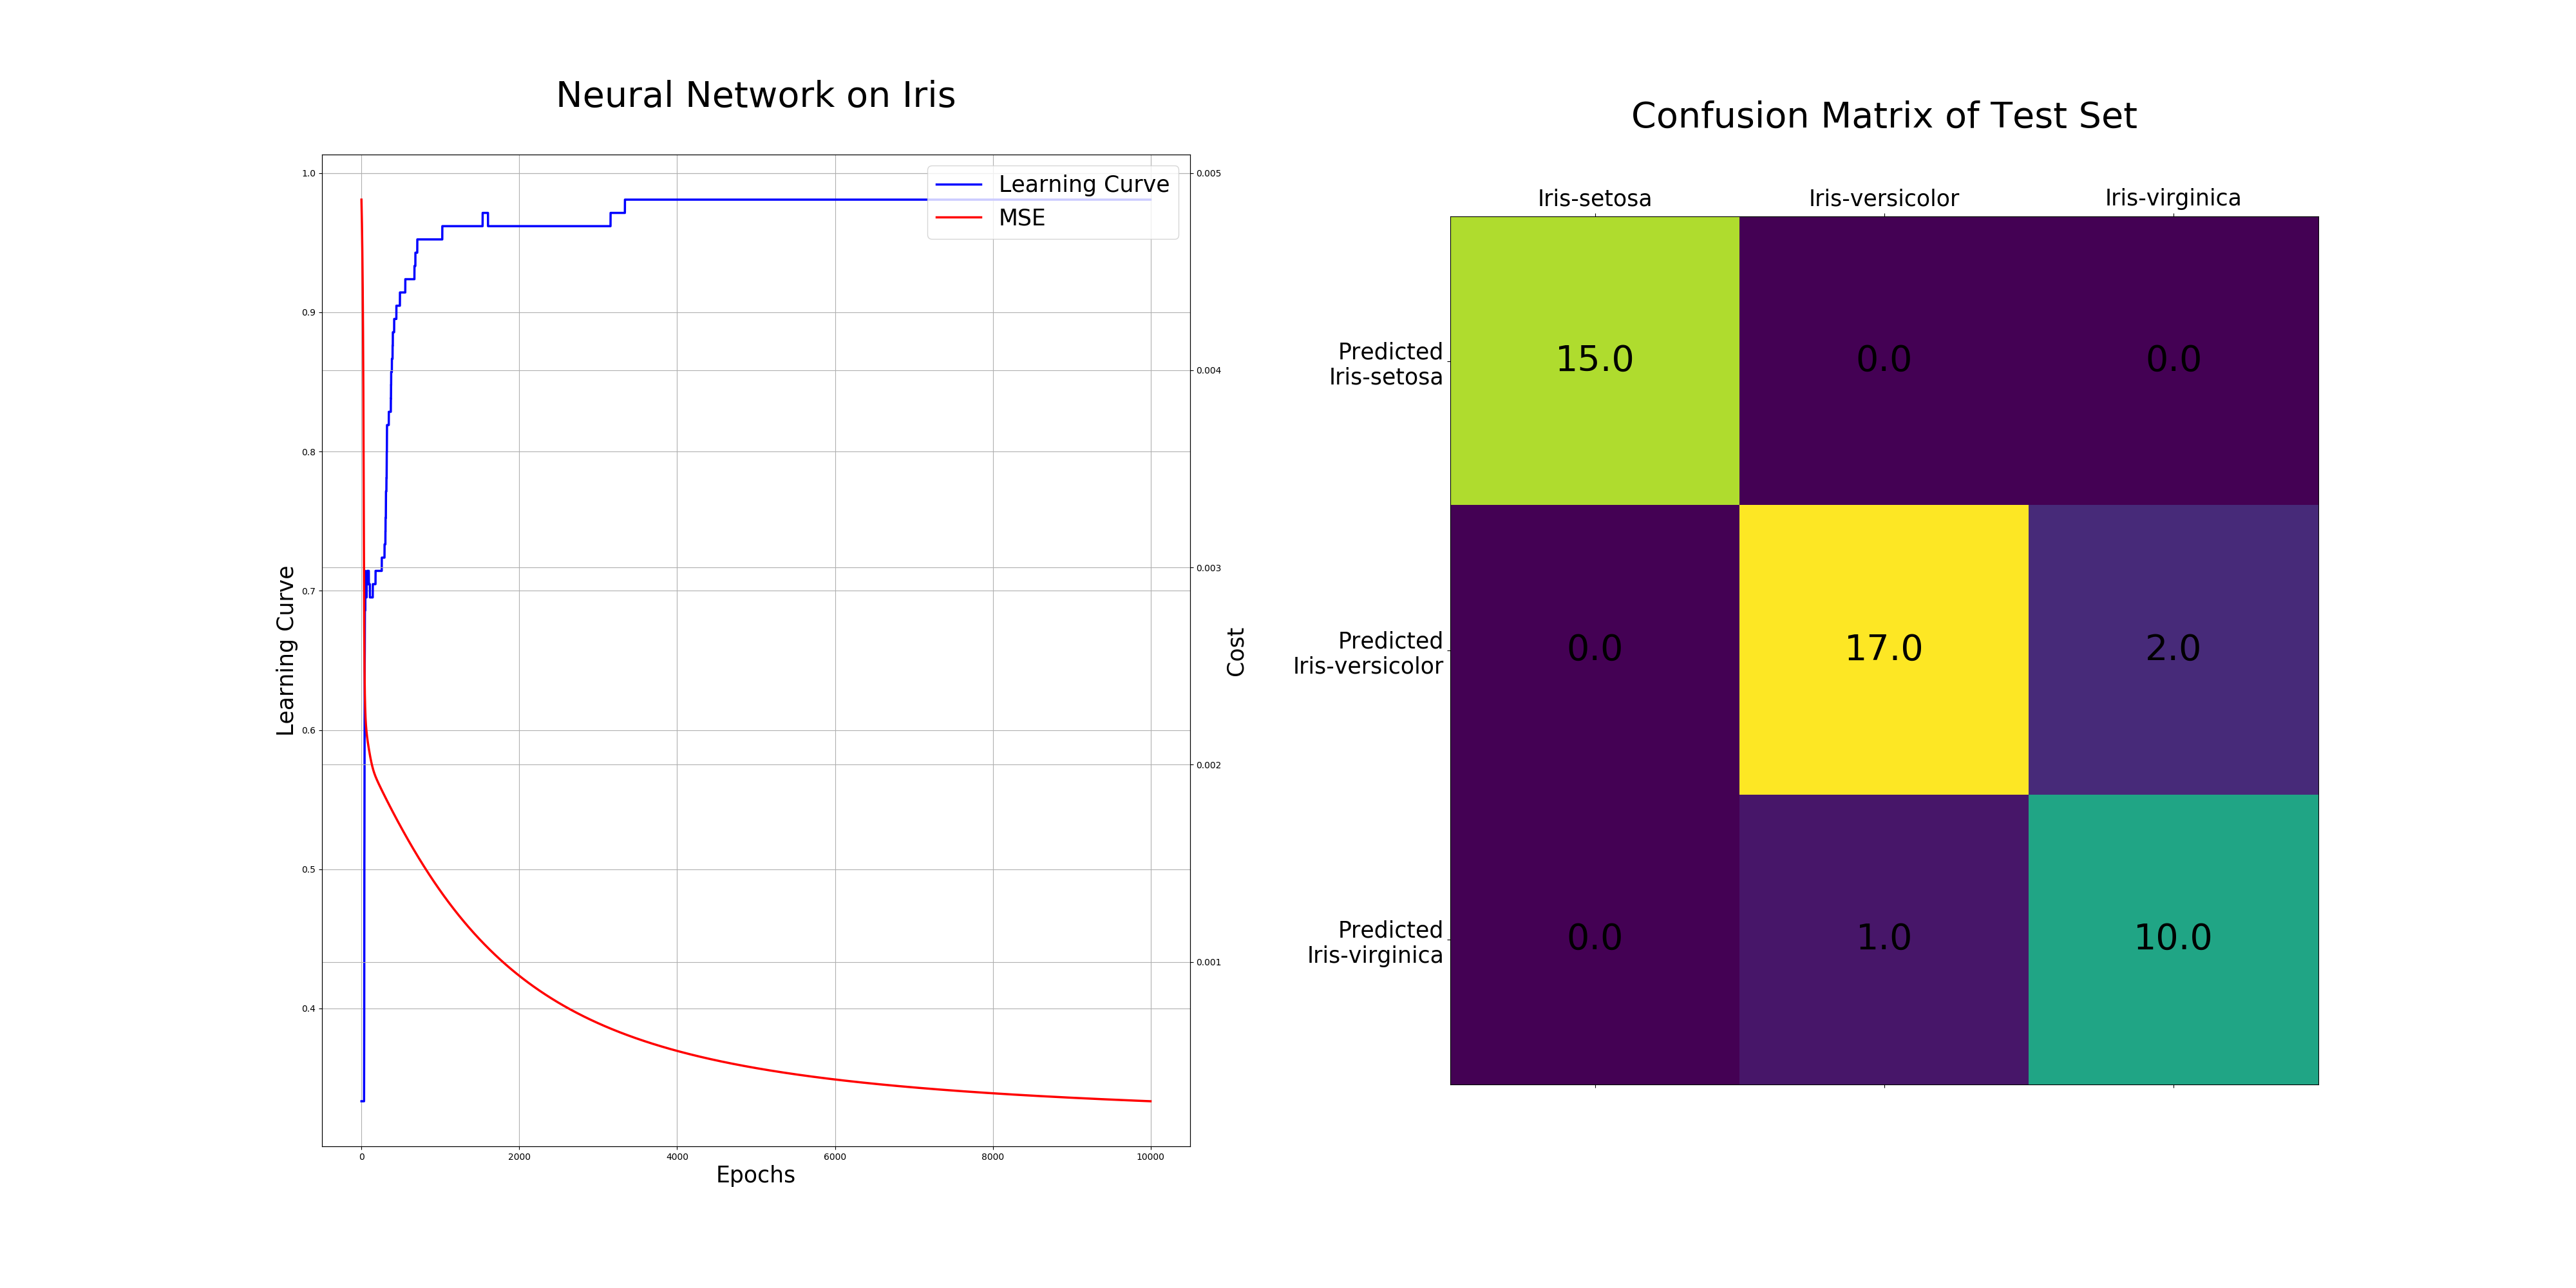 Neural Network on Iris
1.0
0.9
0.8
0.7
0.6
0.5
0.4
Learning Curve
Learning Curve
MSE
0.005
0.004
0.003
0.002
0.001
Cost
0 2000 4000 6000 8000 10000
Epochs
Confusion Matrix of Test Set
Iris-setosa Iris-versicolor Iris-virginica
Predicted
Iris-setosa
15.0 0.0 0.0
Predicted
Iris-versicolor
0.0 17.0 2.0
Predicted
Iris-virginica
0.0 1.0 10.0